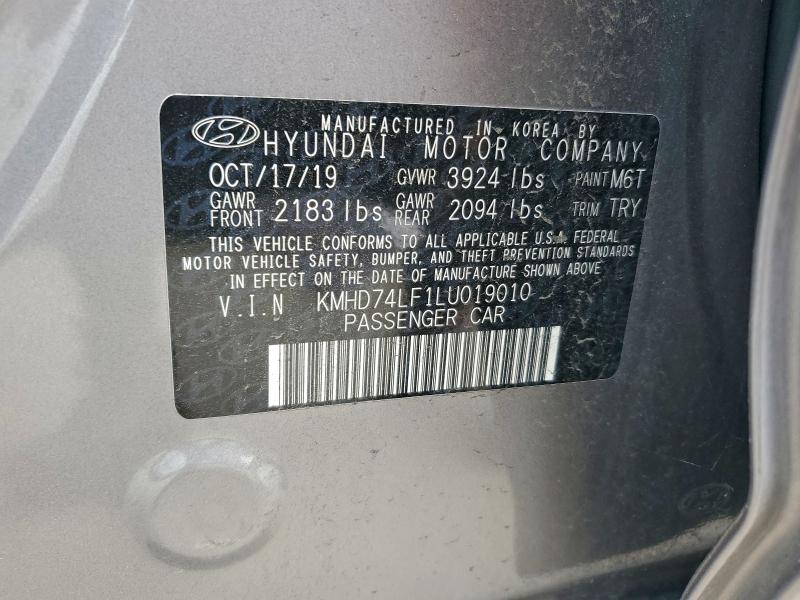 MANUFACTURED IN KOREA BY
HYUNDAI MOTOR COMPANY
OCT/17/19 GVWR 3924 lbs PAINT M6T
GAWR FRONT 2183 lbs GAWR REAR 2094 lbs TRIM TRY
THIS VEHICLE CONFORMS TO ALL APPLICABLE U.S.A. FEDERAL
MOTOR VEHICLE SAFETY, BUMPER, AND THEFT PREVENTION STANDARDS
IN EFFECT ON THE DATE OF MANUFACTURE SHOWN ABOVE
V.I.N KMHD74LF1LU019010
PASSENGER CAR